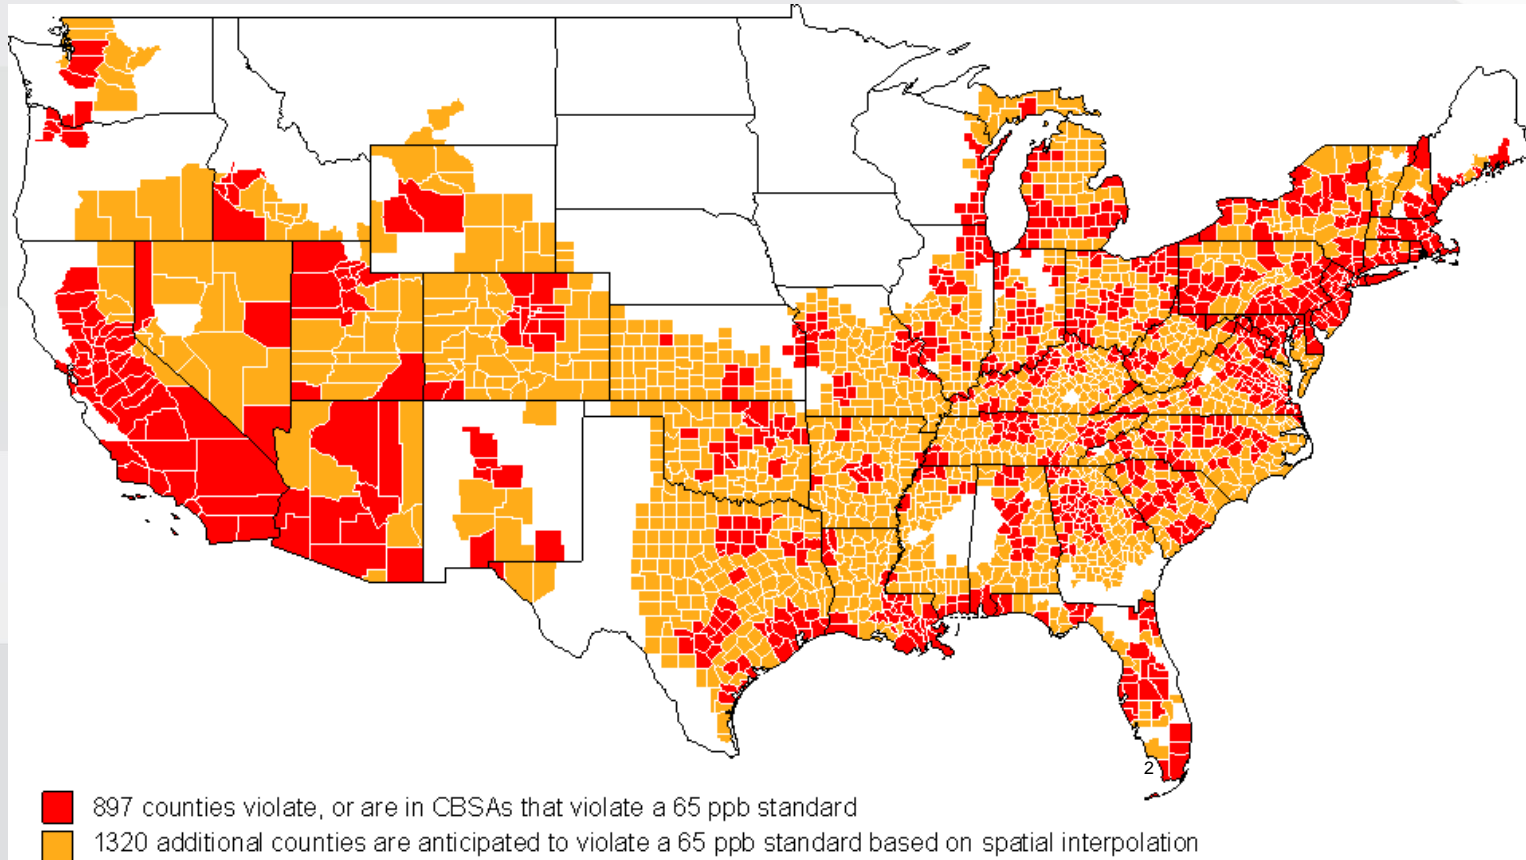 2
897 counties violate, or are in CBSAs that violate a 65 ppb standard
1320 additional counties are anticipated to violate a 65 ppb standard based on spatial interpolation